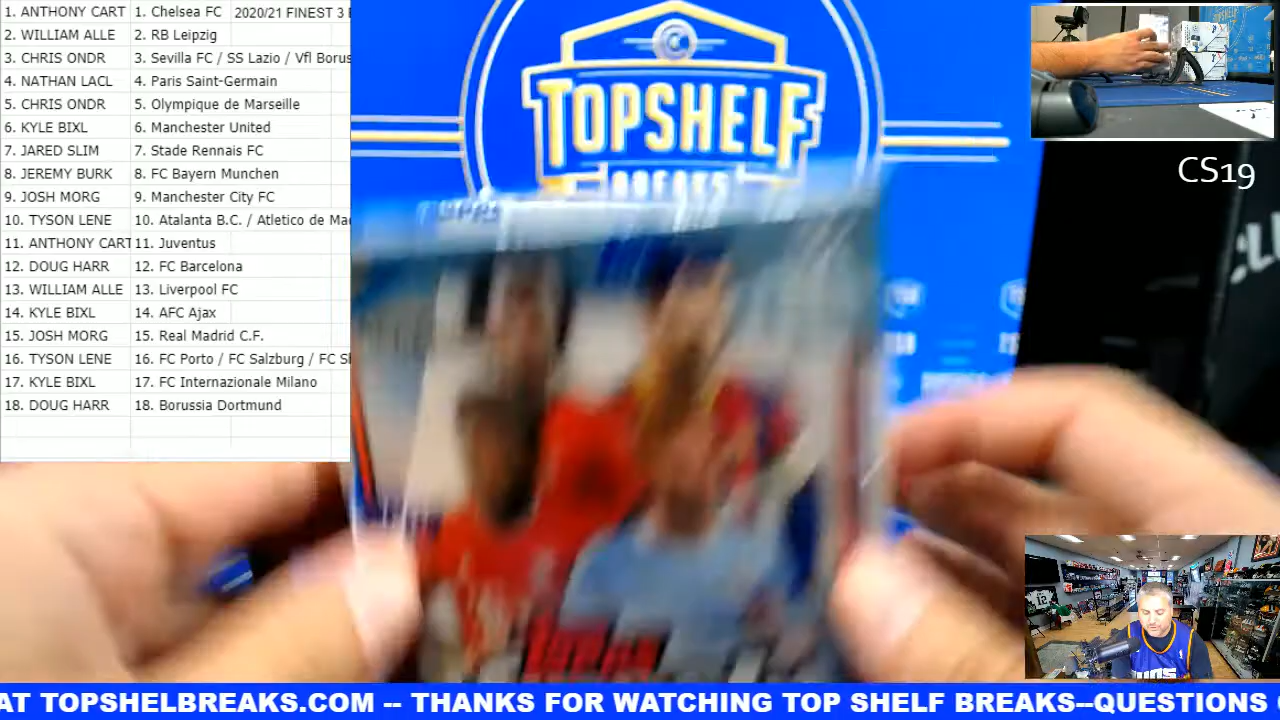 1. ANTHONY CART 1. Chelsea FC 2020/21 FINEST 3
2. WILLIAM ALLE 2. RB Leipzig
3. CHRIS ONDR 3. Sevilla FC / SS Lazio / Vfl Borus
4. NATHAN LACL 4. Paris Saint-Germain
5. CHRIS ONDR 5. Olympique de Marseille
6. KYLE BIXL 6. Manchester United
7. JARED SLIM 7. Stade Rennais FC
8. JEREMY BURK 8. FC Bayern Munchen
9. JOSH MORG 9. Manchester City FC
10. TYSON LENE 10. Atalanta B.C. / Atletico de Ma
11. ANTHONY CART 11. Juventus
12. DOUG HARR 12. FC Barcelona
13. WILLIAM ALLE 13. Liverpool FC
14. KYLE BIXL 14. AFC Ajax
15. JOSH MORG 15. Real Madrid C.F.
16. TYSON LENE 16. FC Porto / FC Salzburg / FC S
17. KYLE BIXL 17. FC Internazionale Milano
18. DOUG HARR 18. Borussia Dortmund
TOPSHELF
BREAKS
CS19
AT TOPSHELBREAKS.COM -- THANKS FOR WATCHING TOP SHELF BREAKS--QUESTIONS